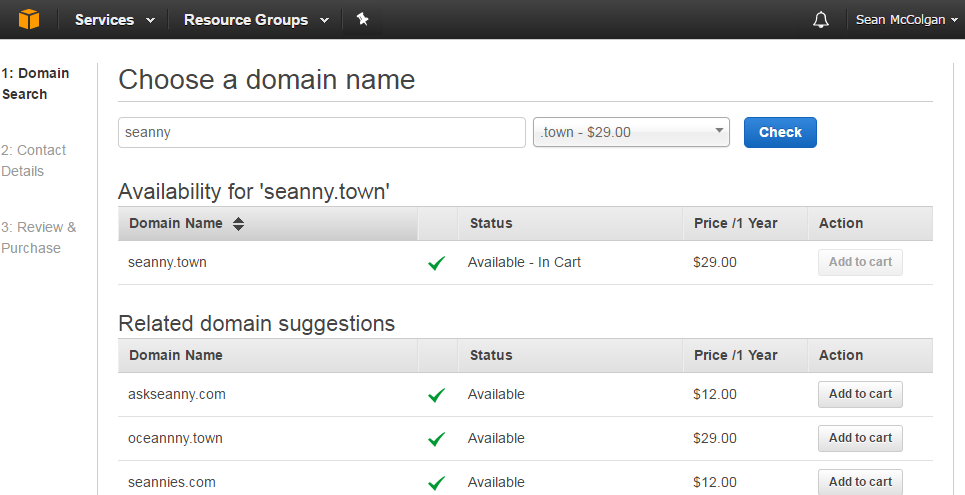 Services Resource Groups Sean McColgan
1: Domain
Search
2: Contact
Details
3: Review &
Purchase
Choose a domain name
seanny .town - $29.00 Check
Availability for 'seanny.town'
Domain Name Status Price /1 Year Action
seanny.town Available - In Cart $29.00 Add to cart
Related domain suggestions
Domain Name Status Price /1 Year Action
askseanny.com Available $12.00 Add to cart
oceannny.town Available $29.00 Add to cart
seannies.com Available $12.00 Add to cart